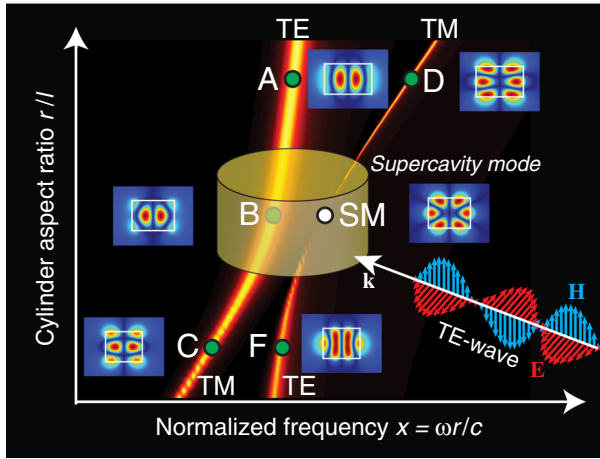 TE
TM
A
D
Supercavity mode
B
SM
k
H
TE-wave
E
C
F
TM
TE
Cylinder aspect ratio r/l
Normalized frequency x = ωr/c